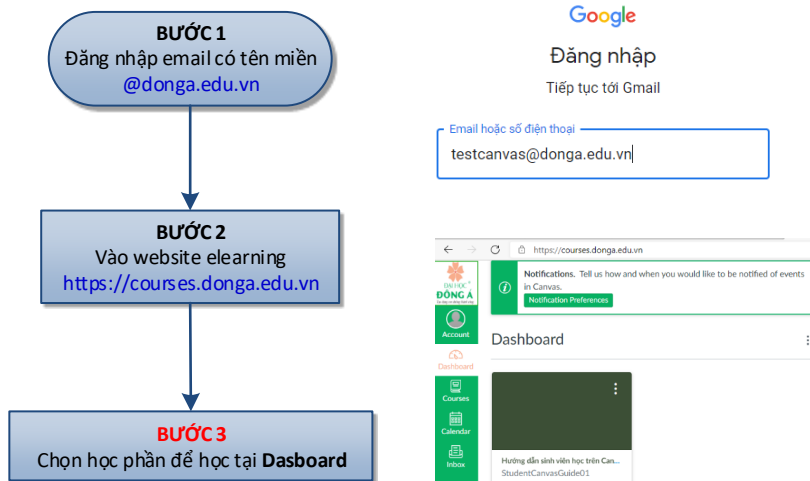 BƯỚC 1
Đăng nhập email có tên miền
@donga.edu.vn
BƯỚC 2
Vào website elearning
https://courses.donga.edu.vn
BƯỚC 3
Chọn học phần để học tại Dasboard
Google
Đăng nhập
Tiếp tục tới Gmail
Email hoặc số điện thoại
testcanvas@donga.edu.vn
https://courses.donga.edu.vn
ĐẠI HỌC
ĐÔNG Á
Account
Dashboard
Courses
Calendar
Inbox
Notifications. Tell us how and when you would like to be notified of events
in Canvas.
Notification Preferences
Dashboard
Hướng dẫn sinh viên học trên Can...
StudentCanvasGuide01